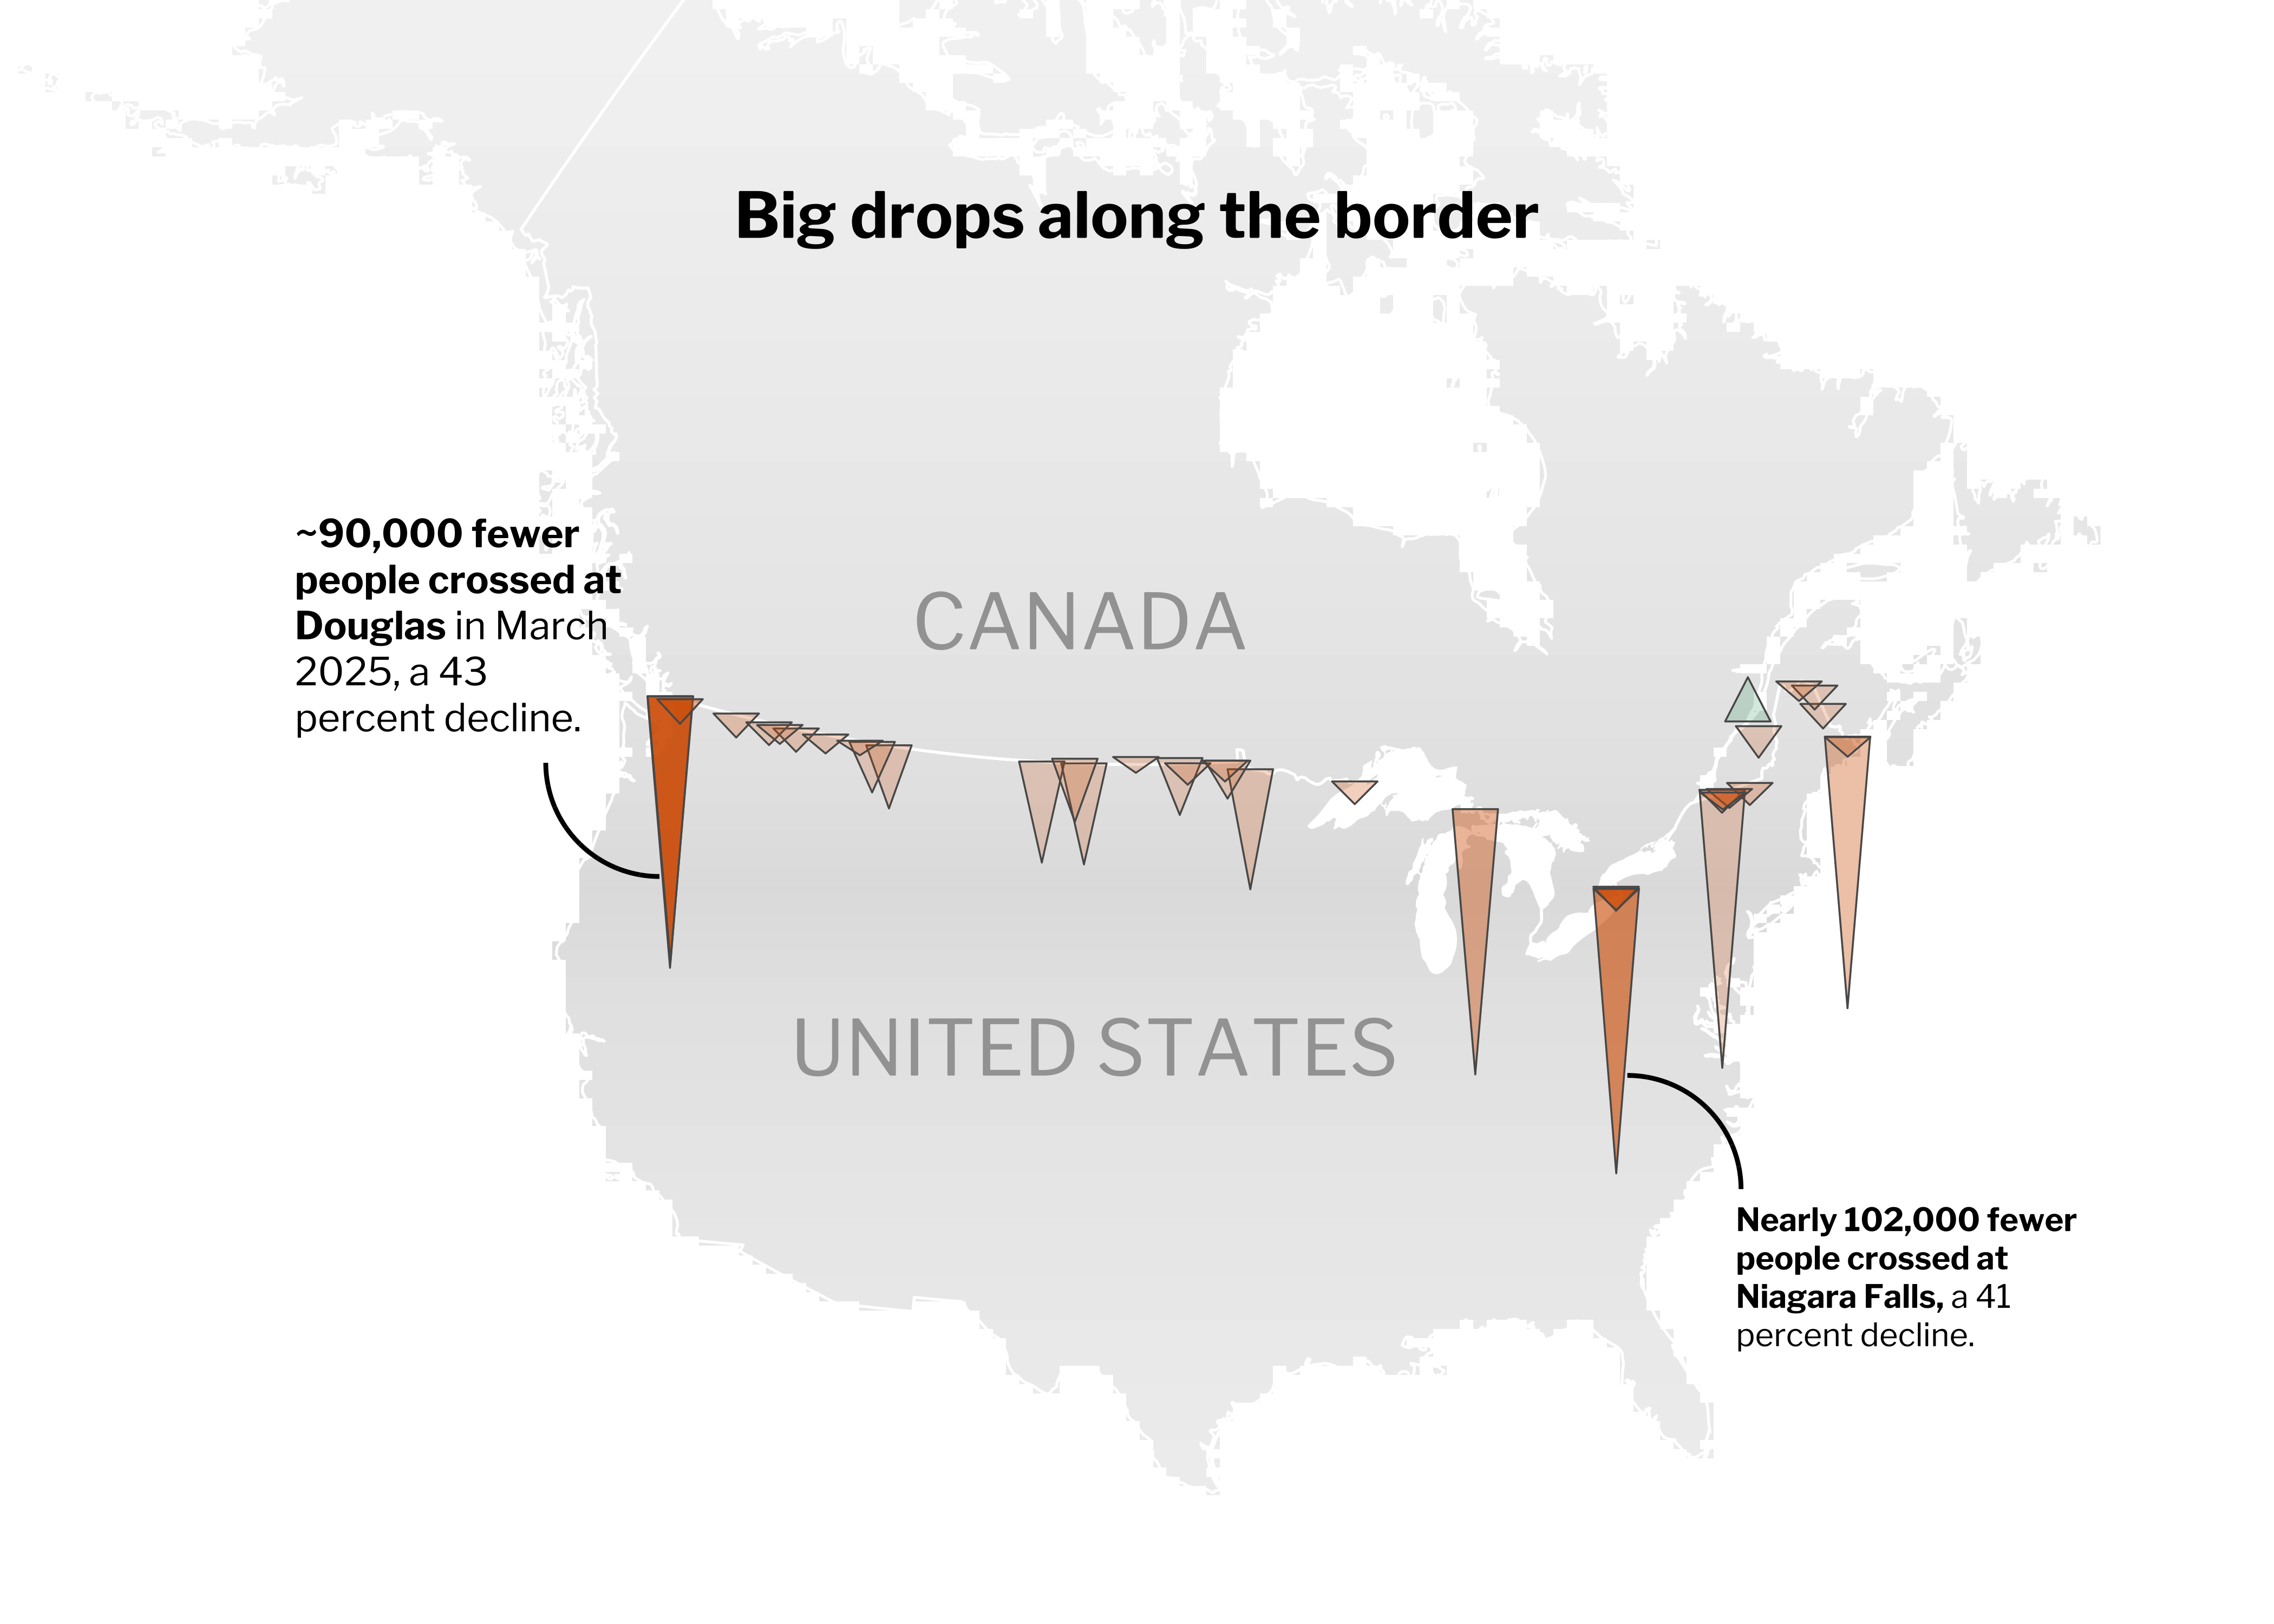 Big drops along the border
~90,000 fewer
people crossed at
Douglas in March
2025, a 43
percent decline.
CANADA
UNITED STATES
Nearly 102,000 fewer
people crossed at
Niagara Falls, a 41
percent decline.